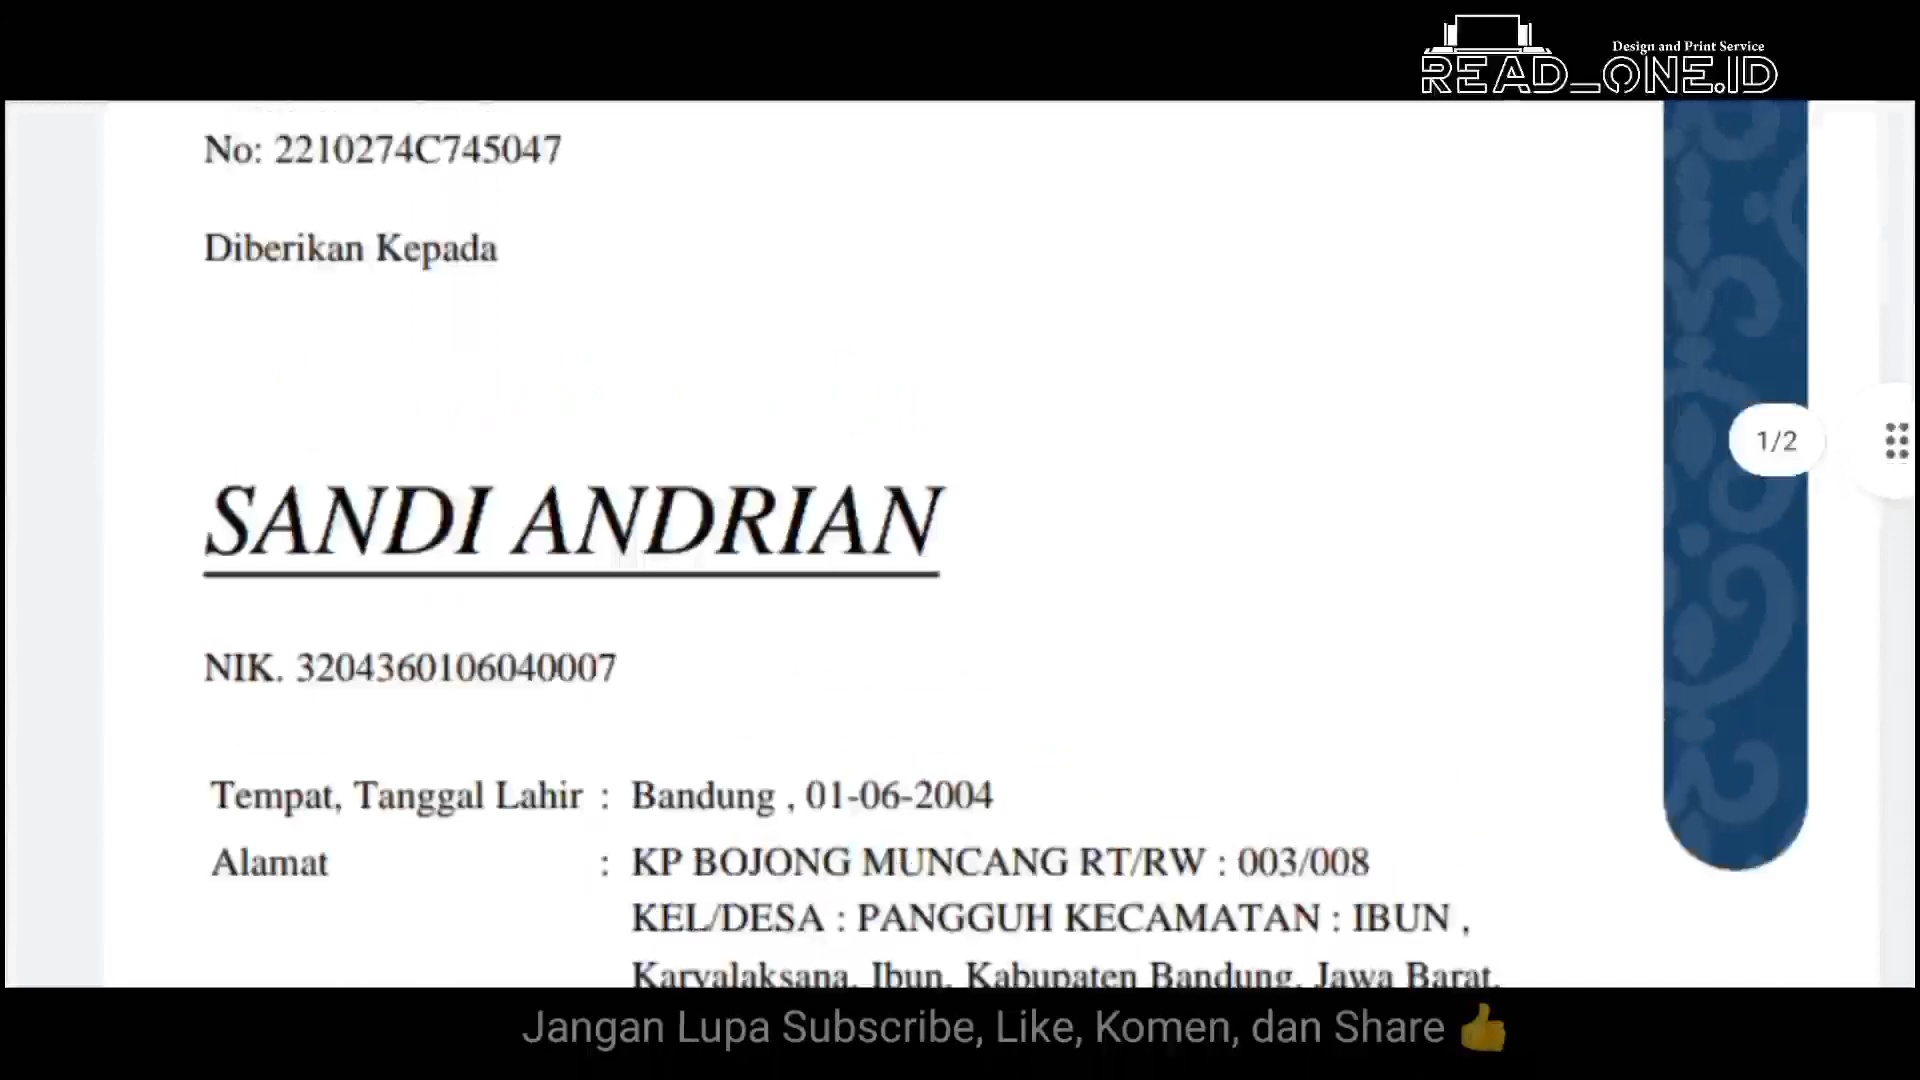 Design and Print Service
READ_ONE.ID
No: 2210274C745047
Diberikan Kepada
1/2
SANDI ANDRIAN
NIK. 3204360106040007
Tempat, Tanggal Lahir : Bandung , 01-06-2004
Alamat : KP BOJONG MUNCANG RT/RW : 003/008
KEL/DESA : PANGGUH KECAMATAN : IBUN ,
Karyalaksana, Ibun, Kabupaten Bandung, Jawa Barat,
Jangan Lupa Subscribe, Like, Komen, dan Share 👍